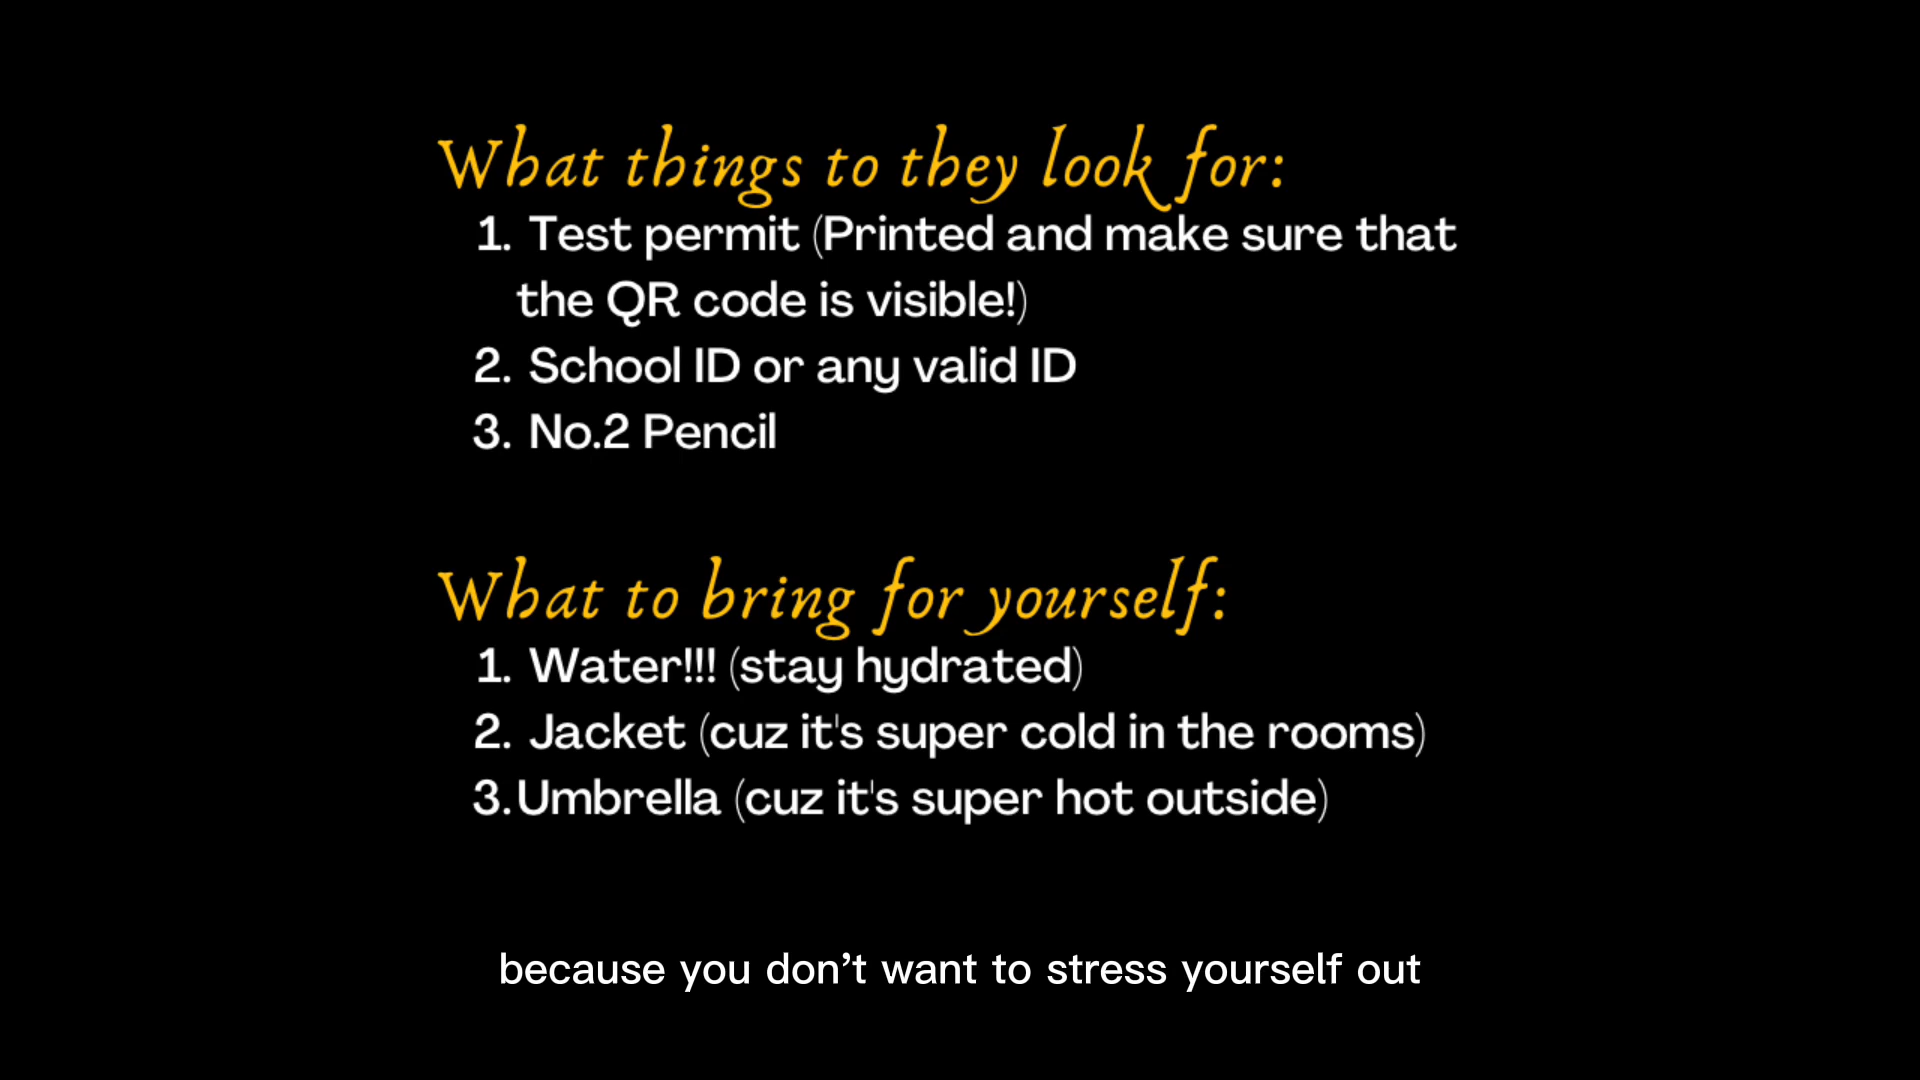 What things to they look for:
1. Test permit (Printed and make sure that
the QR code is visible!)
2. School ID or any valid ID
3. No.2 Pencil
What to bring for yourself:
1. Water!!! (stay hydrated)
2. Jacket (cuz it's super cold in the rooms)
3.Umbrella (cuz it's super hot outside)
because you don’t want to stress yourself out